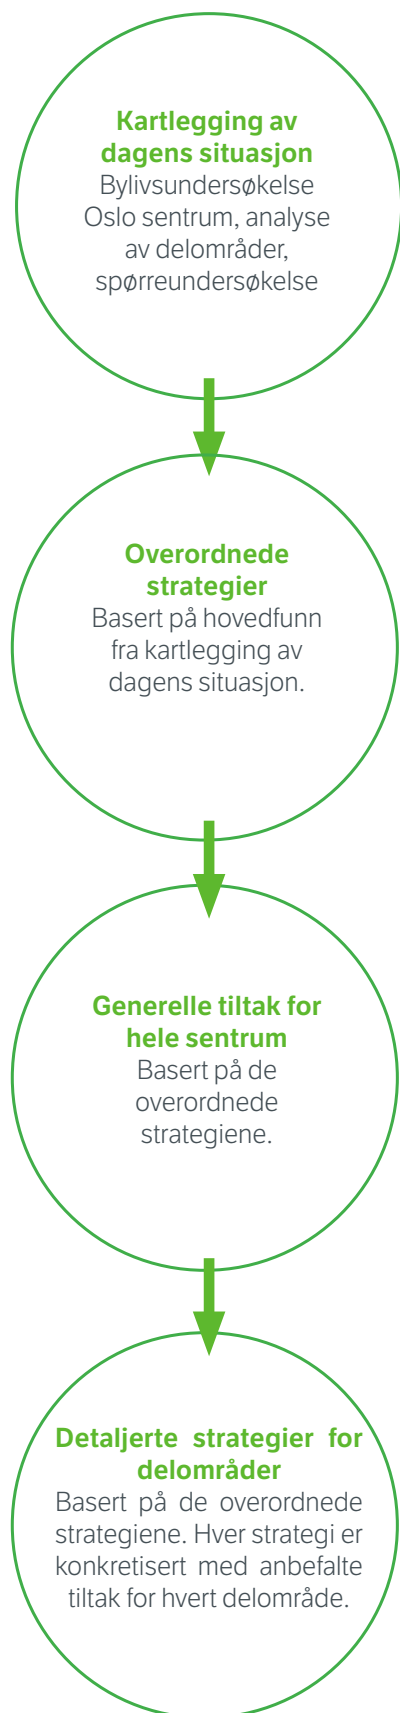 Kartlegging av
dagens situasjon
Bylivsundersøkelse
Oslo sentrum, analyse
av delområder,
spørreundersøkelse
Overordnede
strategier
Basert på hovedfunn
fra kartlegging av
dagens situasjon.
Generelle tiltak for
hele sentrum
Basert på de
overordnede
strategiene.
Detaljerte strategier for
delområder
Basert på de overordnede
strategiene. Hver strategi er
konkretisert med anbefalte
tiltak for hvert delområde.